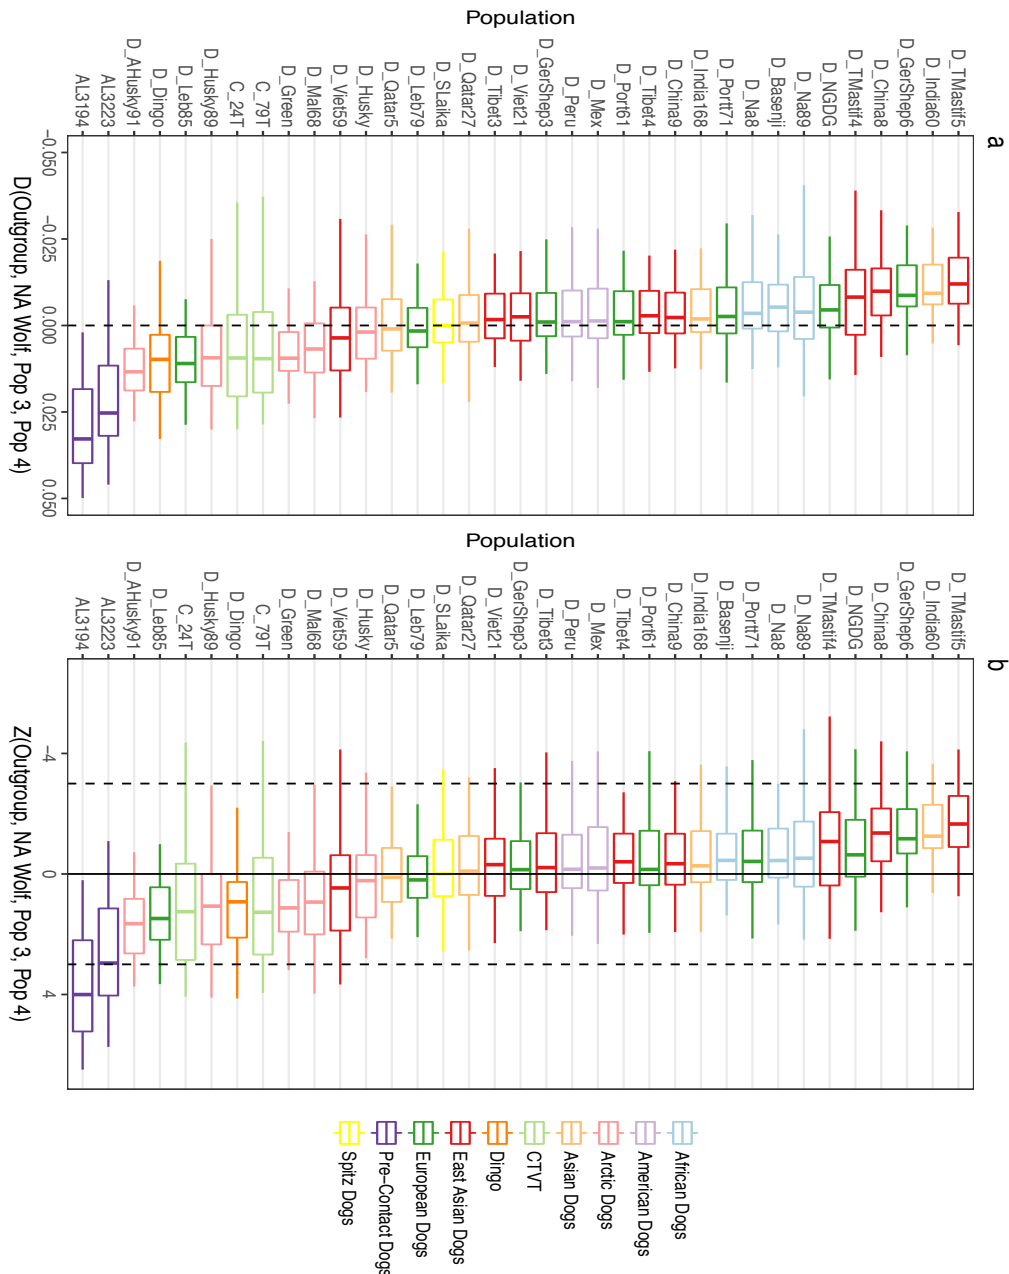 a
Population
D_TMastif5
D_India60
D_GerShep6
D_China8
D_TMastif4
D_NGDG
D_Na89
D_Basenji
D_Na8
D_Portt71
D_India168
D_China9
D_Tibet4
D_Port61
D_Mex
D_Peru
D_GerShep3
D_Viet21
D_Tibet3
D_Qatar27
D_SLaika
D_Leb79
D_Qatar5
D_Husky
D_Viet59
D_Mal68
D_Green
C_79T
C_24T
D_Husky89
D_Leb85
D_Dingo
D_AHusky91
AL3223
AL3194
−0.050 −0.025 0.000 0.025 0.050
D(Outgroup, NA Wolf, Pop 3, Pop 4)
b
Population
D_TMastif5
D_India60
D_GerShep6
D_China8
D_NGDG
D_TMastif4
D_Na89
D_Na8
D_Portt71
D_Basenji
D_India168
D_China9
D_Port61
D_Tibet4
D_Mex
D_Peru
D_Tibet3
D_GerShep3
D_Viet21
D_Qatar27
D_SLaika
D_Leb79
D_Qatar5
D_Husky
D_Viet59
D_Mal68
D_Green
C_79T
D_Dingo
D_Husky89
C_24T
D_Leb85
D_AHusky91
AL3223
AL3194
−4 0 4
Z(Outgroup, NA Wolf, Pop 3, Pop 4)
African Dogs
American Dogs
Arctic Dogs
Asian Dogs
CTVT
Dingo
East Asian Dogs
European Dogs
Pre−Contact Dogs
Spitz Dogs